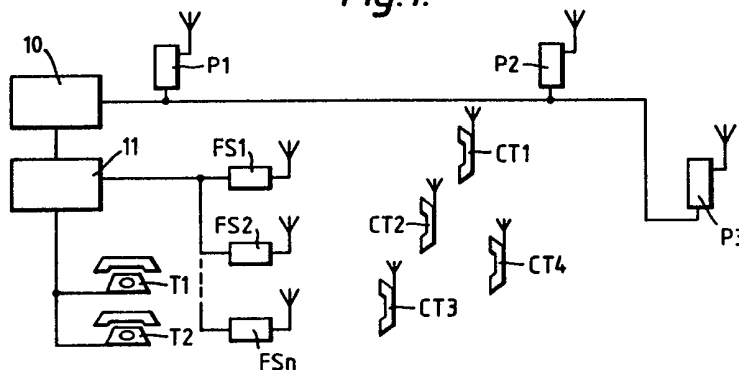 Fig.1.
10
P1
P2
11
FS1
CT1
FS2
CT2
P3
CT4
T1
CT3
T2
FSn